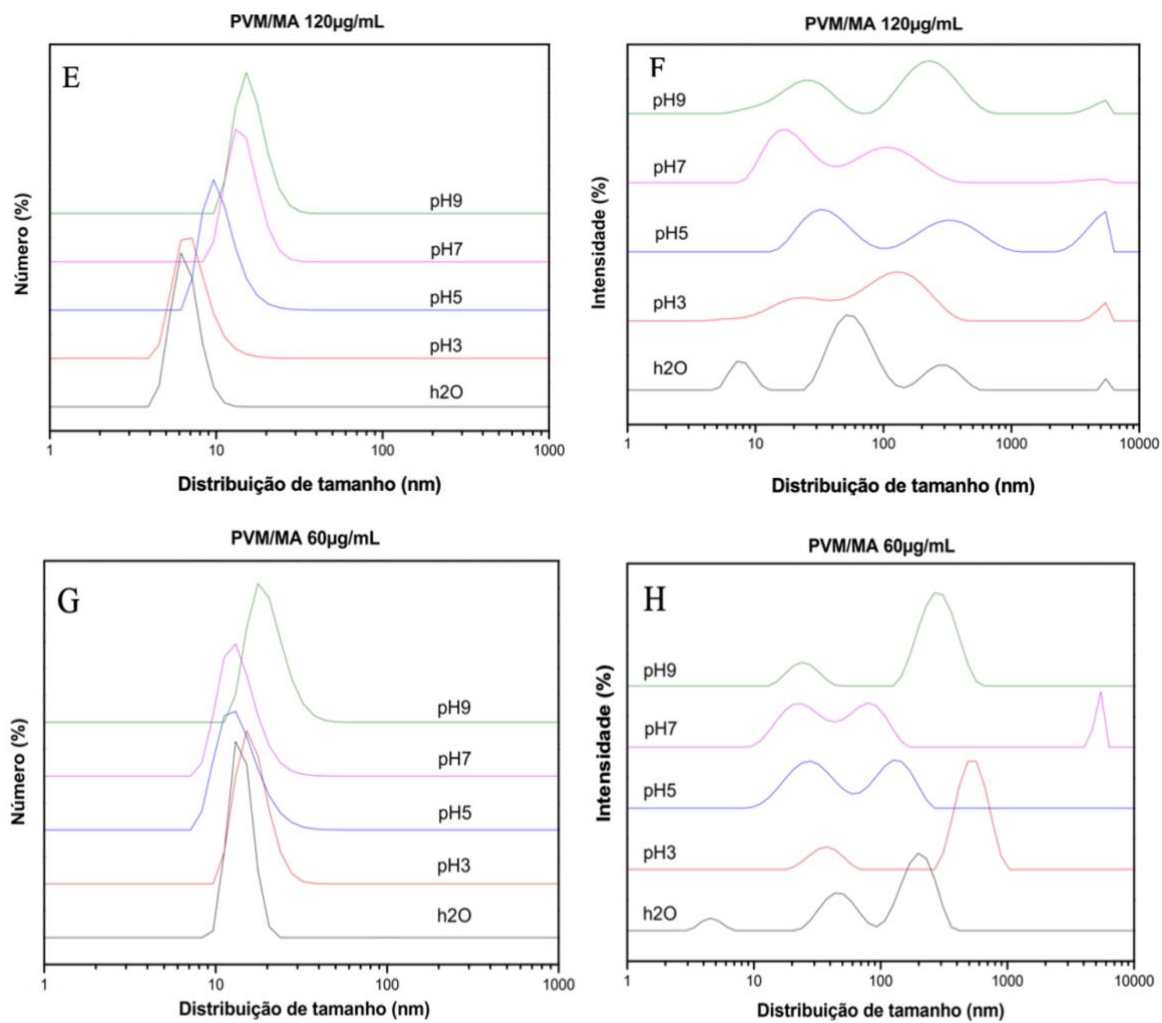 PVM/MA 120µg/mL
E
pH9
pH7
pH5
pH3
h2O
Número (%)
1
10
100
1000
Distribuição de tamanho (nm)
PVM/MA 120µg/mL
F
pH9
pH7
pH5
pH3
h2O
Intensidade (%)
1
10
100
1000
10000
Distribuição de tamanho (nm)
PVM/MA 60µg/mL
G
pH9
pH7
pH5
pH3
h2O
Número (%)
1
10
100
1000
Distribuição de tamanho (nm)
PVM/MA 60µg/mL
H
pH9
pH7
pH5
pH3
h2O
Intensidade (%)
1
10
100
1000
10000
Distribuição de tamanho (nm)